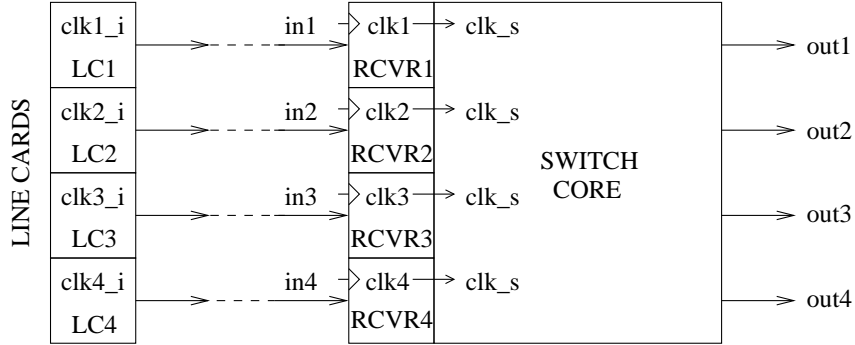 clk1_i in1 clk1 clk_s
LC1 RCVR1 out1
clk2_i in2 clk2 clk_s
LC2 RCVR2 out2
LINE CARDS
SWITCH
CORE
clk3_i in3 clk3 clk_s
LC3 RCVR3 out3
clk4_i in4 clk4 clk_s
LC4 RCVR4 out4